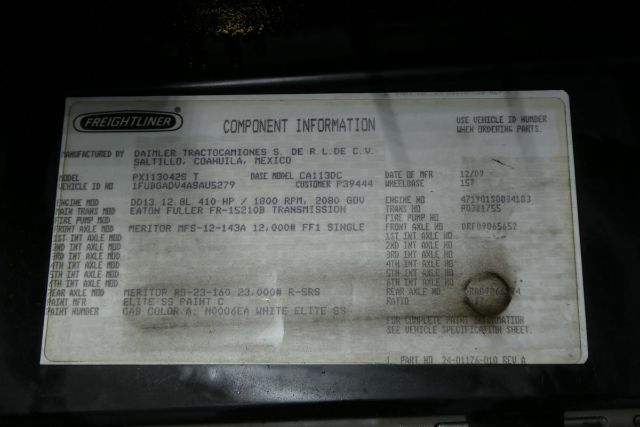 FREIGHTLINER
COMPONENT INFORMATION
USE VEHICLE ID NUMBER
WHEN ORDERING PARTS.
MANUFACTURED BY DAIMLER TRACTOCAMIONES S. DE R.L.DE C.V.
SALTILLO, COAHUILA, MEXICO
MODEL PX113042S T BASE MODEL CA113DC DATE OF MFR 12/09
VEHICLE ID 1FUBGADV4ASAU5279 CUSTOMER P39444 WHEELBASE 157
ENGINE MOD DD13 12.8L 410 HP / 1800 RPM, 2080 GOV ENGINE NO 471901S0034103
MAIN TRANS MOD EATON FULLER FR-15210B TRANSMISSION TRANS NO
FIRE PUMP MOD FIRE PUMP NO
FRONT AXLE MOD MERITOR MFS-12-143A 12,000# FF1 SINGLE FRONT AXLE NO DRF09065652
1ST INT AXLE MOD 1ST INT AXLE NO
2ND INT AXLE MOD 2ND INT AXLE NO
3RD INT AXLE MOD 3RD INT AXLE NO
4TH INT AXLE MOD 4TH INT AXLE NO
5TH INT AXLE MOD 5TH INT AXLE NO
6TH INT AXLE MOD 6TH INT AXLE NO
REAR AXLE MOD MERITOR RS-23-160 23,000# R-SRS REAR AXLE NO
PAINT MFR ELITE SS PAINT C RATIO
PAINT NUMBER CAB COLOR A: N0006EA WHITE ELITE SS
FOR COMPLETE PAINT INFORMATION
SEE VEHICLE SPECIFICATION SHEET.
PART NO 24-01176-010 REV A